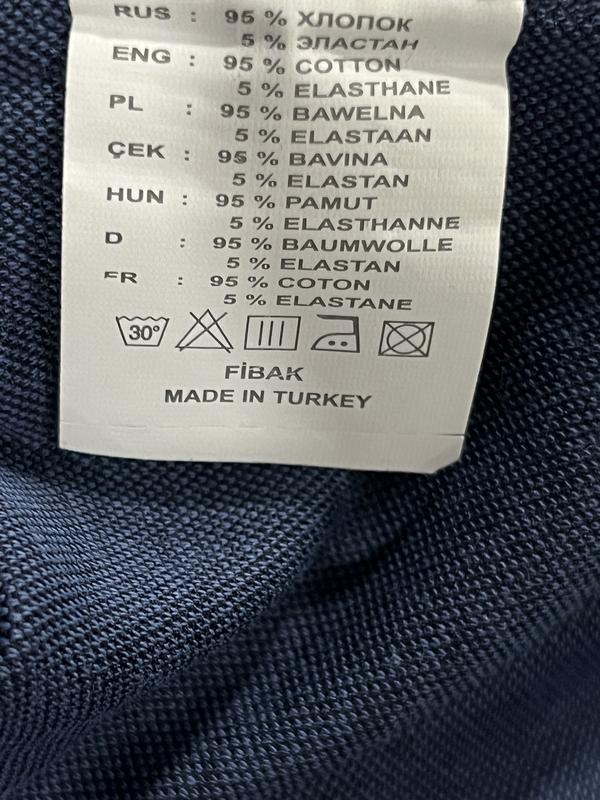 RUS : 95 % ХЛОПОК
5 % ЭЛАСТАН
ENG : 95 % COTTON
5 % ELASTHANE
PL : 95 % BAWELNA
5 % ELASTAAN
ÇEK : 95 % BAVINA
5 % ELASTAN
HUN : 95 % PAMUT
5 % ELASTHANNE
D : 95 % BAUMWOLLE
5 % ELASTAN
FR : 95 % COTON
5 % ELASTANE
30°
FİBAK
MADE IN TURKEY